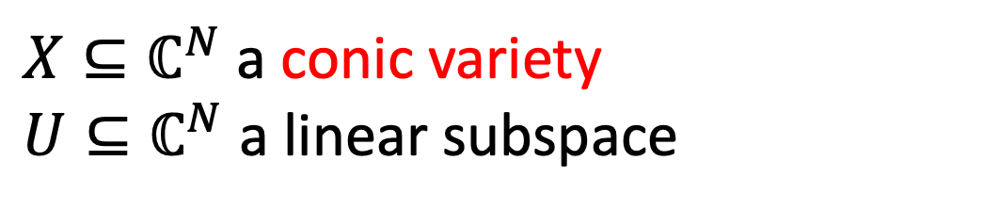 𝑋 ⊆ ℂ^𝑁 a conic variety
𝑈 ⊆ ℂ^𝑁 a linear subspace